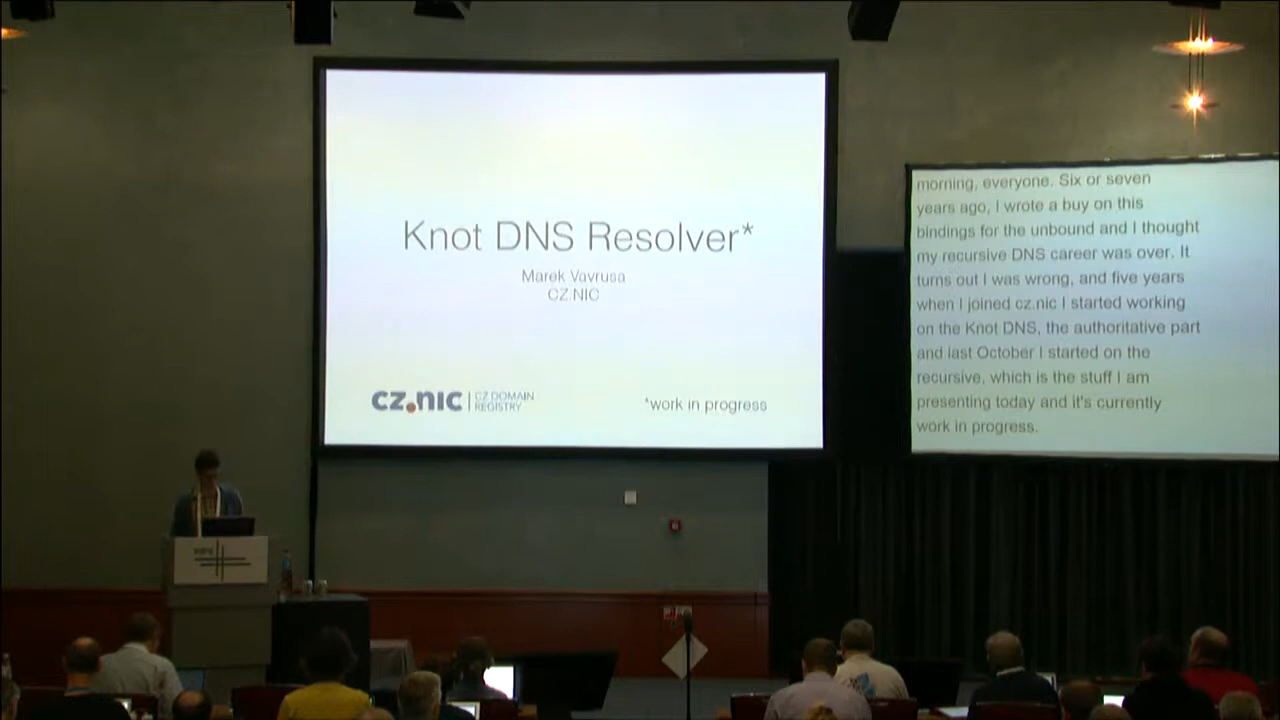 Knot DNS Resolver*
Marek Vavrusa
CZ.NIC
cz.nic | CZ DOMAIN
REGISTRY
*work in progress
morning, everyone. Six or seven
years ago, I wrote a buy on this
bindings for the unbound and I thought
my recursive DNS career was over. It
turns out I was wrong, and five years
when I joined cz.nic I started working
on the Knot DNS, the authoritative part
and last October I started on the
recursive, which is the stuff I am
presenting today and it's currently
work in progress.